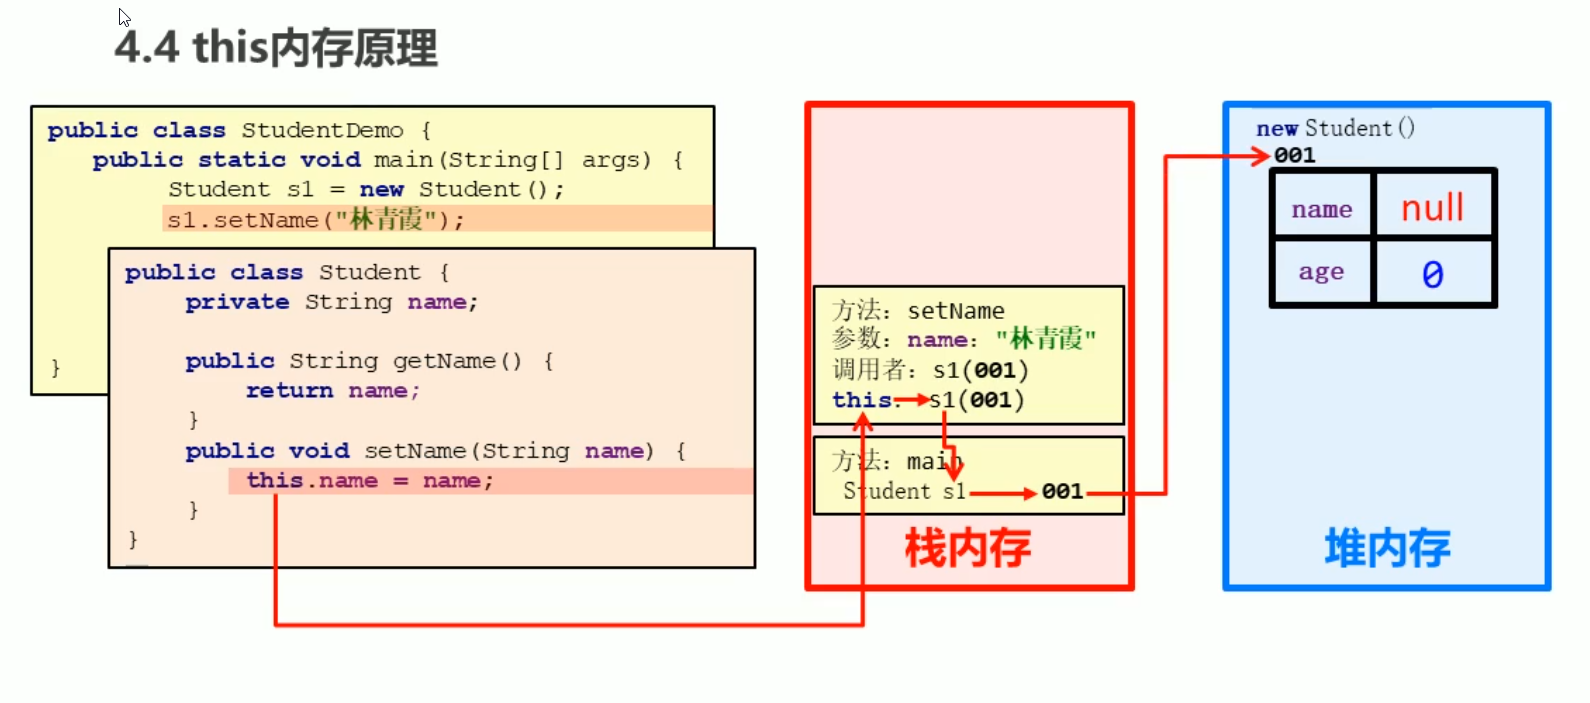 4.4 this内存原理
public class StudentDemo {
public static void main(String[] args) {
Student s1 = new Student();
s1.setName("林青霞");
}
public class Student {
private String name;
public String getName() {
return name;
}
public void setName(String name) {
this.name = name;
}
}
方法: setName
参数: name: "林青霞"
调用者: s1(001)
this: s1(001)
方法: main
Student s1 001
栈内存
new Student()
001
name null
age 0
堆内存